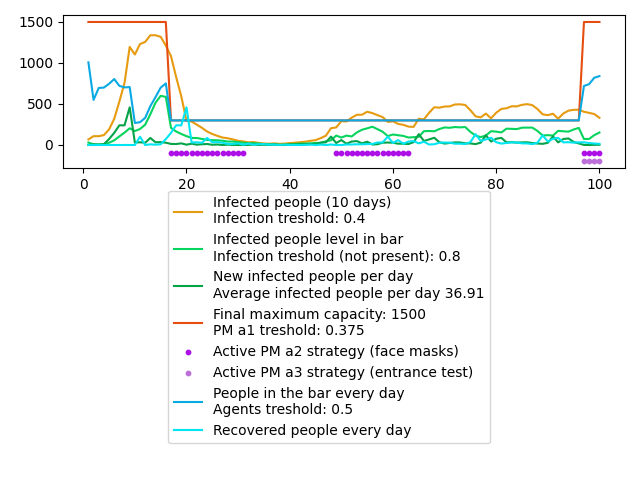 1500
1000
500
0
0
20
40
60
80
100
Infected people (10 days)
Infection treshold: 0.4
Infected people level in bar
Infection treshold (not present): 0.8
New infected people per day
Average infected people per day 36.91
Final maximum capacity: 1500
PM a1 treshold: 0.375
Active PM a2 strategy (face masks)
Active PM a3 strategy (entrance test)
People in the bar every day
Agents treshold: 0.5
Recovered people every day